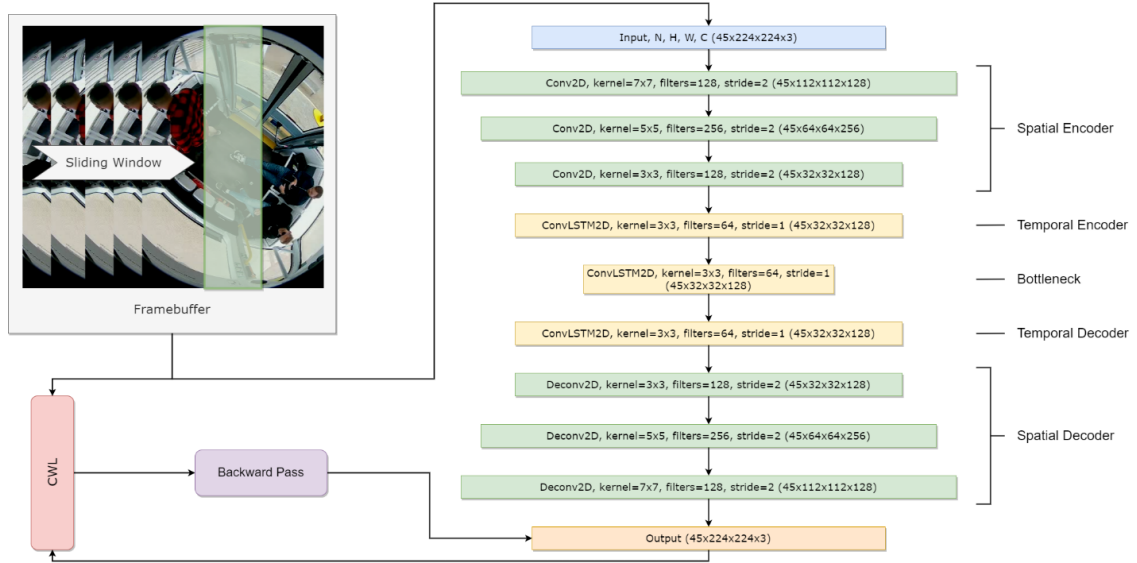 Sliding Window
Framebuffer
CWL
Backward Pass
Input, N, H, W, C (45x224x224x3)
Conv2D, kernel=7x7, filters=128, stride=2 (45x112x112x128)
Conv2D, kernel=5x5, filters=256, stride=2 (45x64x64x256)
Conv2D, kernel=3x3, filters=128, stride=2 (45x32x32x128)
Spatial Encoder
ConvLSTM2D, kernel=3x3, filters=64, stride=1 (45x32x32x128)
Temporal Encoder
ConvLSTM2D, kernel=3x3, filters=64, stride=1
(45x32x32x128)
Bottleneck
ConvLSTM2D, kernel=3x3, filters=64, stride=1 (45x32x32x128)
Temporal Decoder
Deconv2D, kernel=3x3, filters=128, stride=2 (45x32x32x128)
Deconv2D, kernel=5x5, filters=256, stride=2 (45x64x64x256)
Deconv2D, kernel=7x7, filters=128, stride=2 (45x112x112x128)
Spatial Decoder
Output (45x224x224x3)